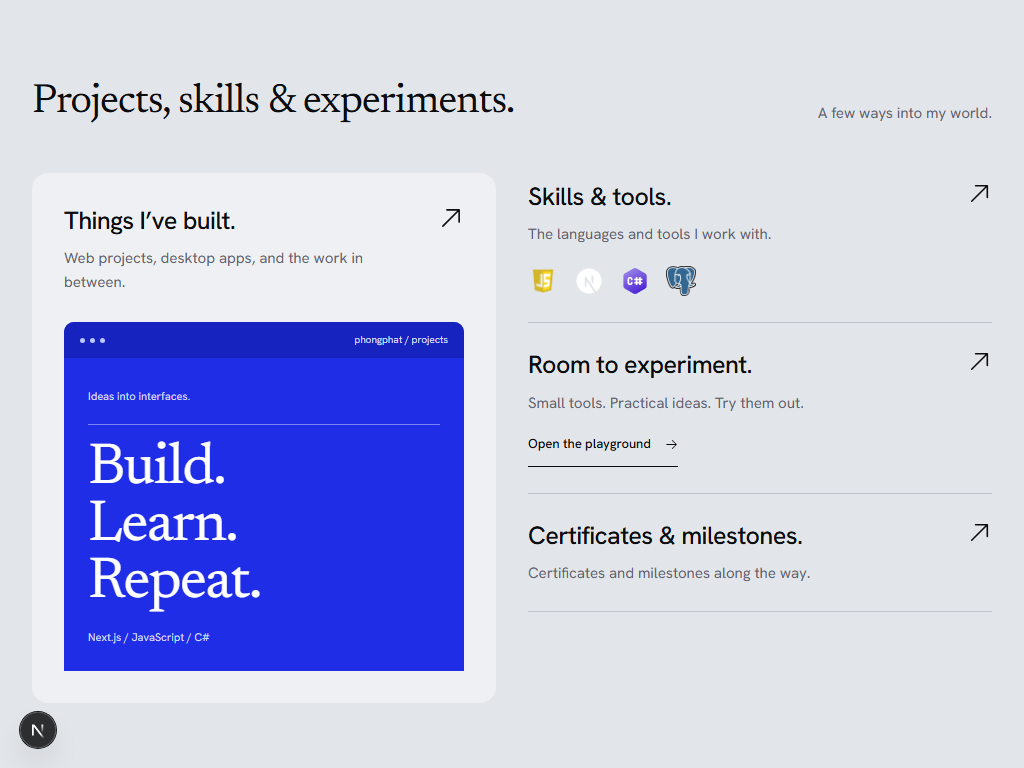 Projects, skills & experiments.
A few ways into my world.
Things I’ve built.
Web projects, desktop apps, and the work in
between.
phongphat / projects
Ideas into interfaces.
Build.
Learn.
Repeat.
Next.js / JavaScript / C#
Skills & tools.
The languages and tools I work with.
JS
N
C#
Room to experiment.
Small tools. Practical ideas. Try them out.
Open the playground
Certificates & milestones.
Certificates and milestones along the way.
N